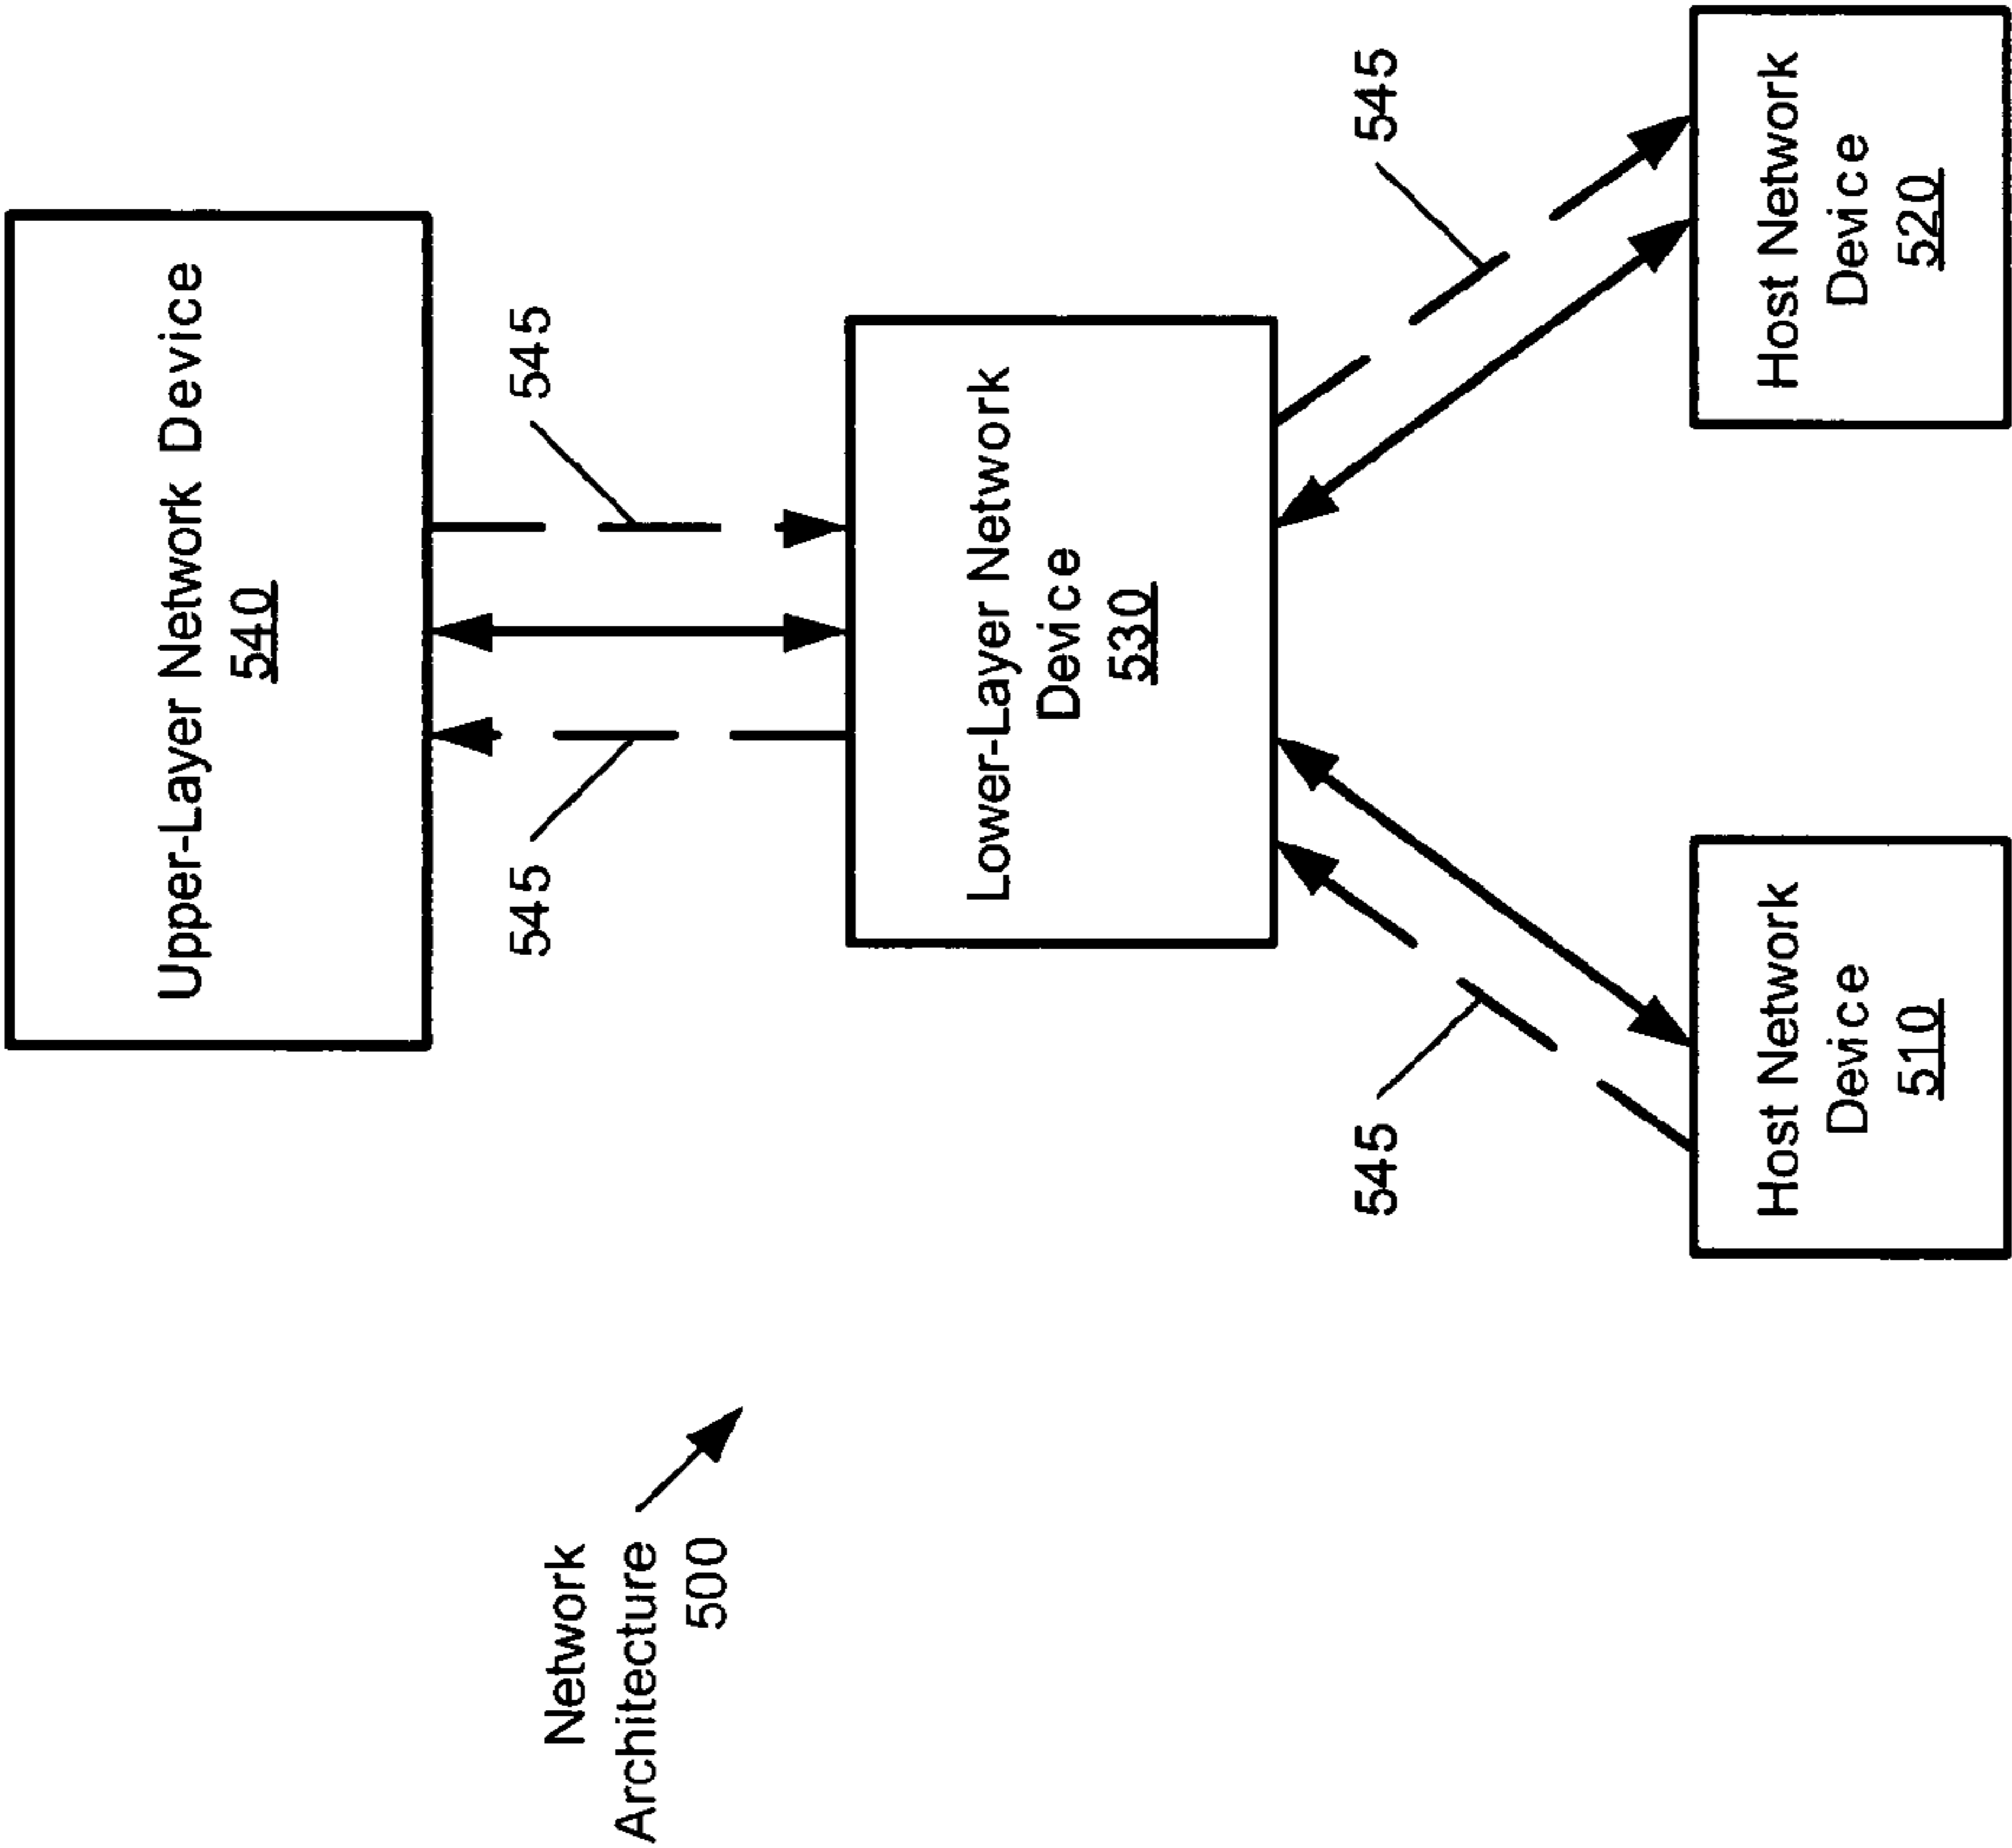 Upper-Layer Network Device
540
545
545
Network
Architecture
500
Lower-Layer Network
Device
530
545
545
Host Network
Device
510
Host Network
Device
520